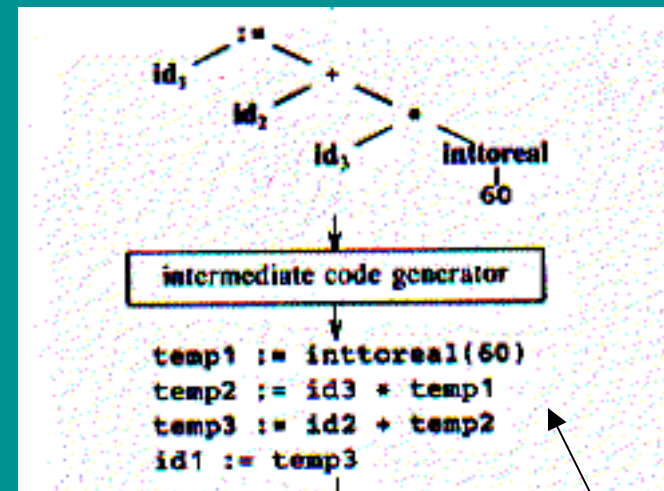 :=
id₁ +
id₂ *
id₃ inttoreal
60
intermediate code generator
temp1 := inttoreal(60)
temp2 := id3 * temp1
temp3 := id2 + temp2
id1 := temp3